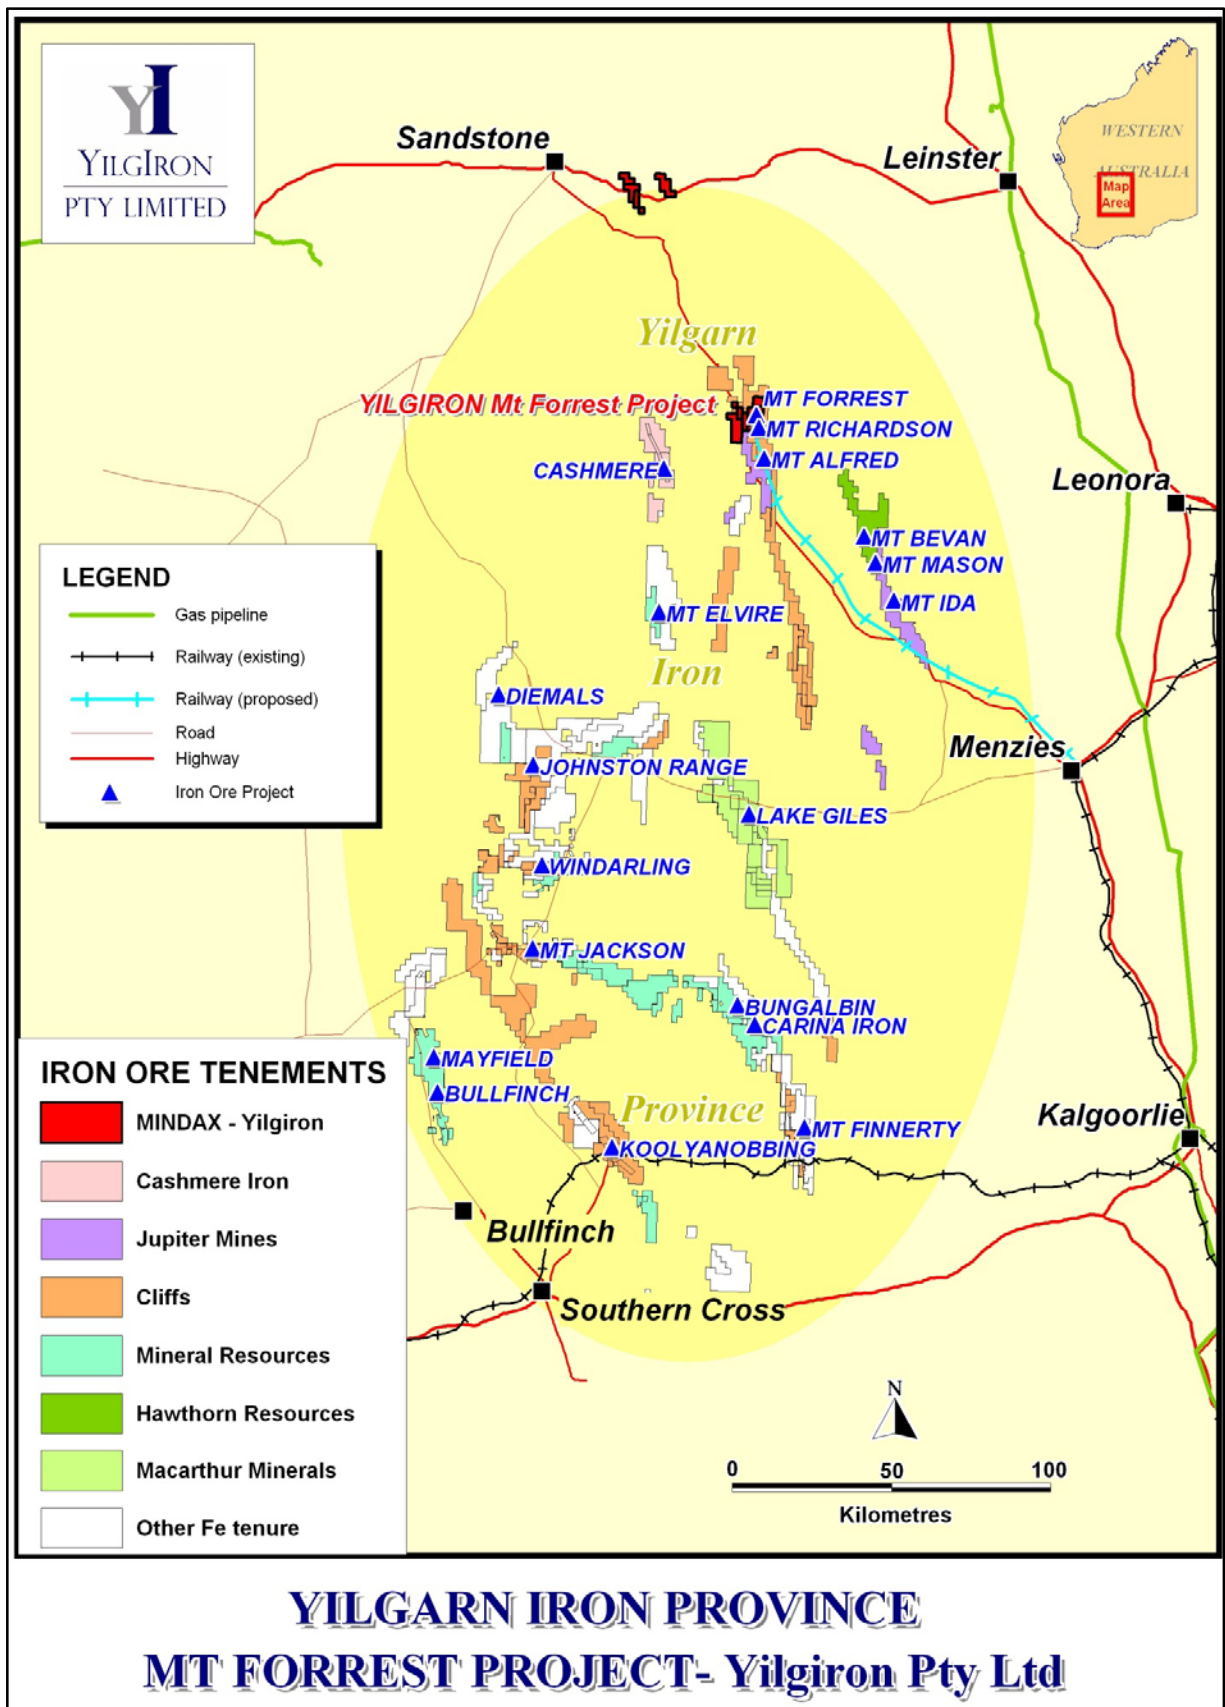 YI
YILGIRON
PTY LIMITED
Sandstone
Leinster
WESTERN
AUSTRALIA
Map
Area
Yilgarn
YILGIRON Mt Forrest Project
MT FORREST
MT RICHARDSON
CASHMERE
MT ALFRED
Leonora
MT BEVAN
MT MASON
MT IDA
MT ELVIRE
Iron
DIEMALS
Menzies
JOHNSTON RANGE
LAKE GILES
WINDARLING
MT JACKSON
BUNGALBIN
CARINA IRON
MAYFIELD
BULLFINCH
Province
Kalgoorlie
MT FINNERTY
KOOLYANOBBING
Bullfinch
Southern Cross
LEGEND
Gas pipeline
Railway (existing)
Railway (proposed)
Road
Highway
Iron Ore Project
IRON ORE TENEMENTS
MINDAX - Yilgiron
Cashmere Iron
Jupiter Mines
Cliffs
Mineral Resources
Hawthorn Resources
Macarthur Minerals
Other Fe tenure
N
0 50 100
Kilometres
YILGARN IRON PROVINCE
MT FORREST PROJECT- Yilgiron Pty Ltd